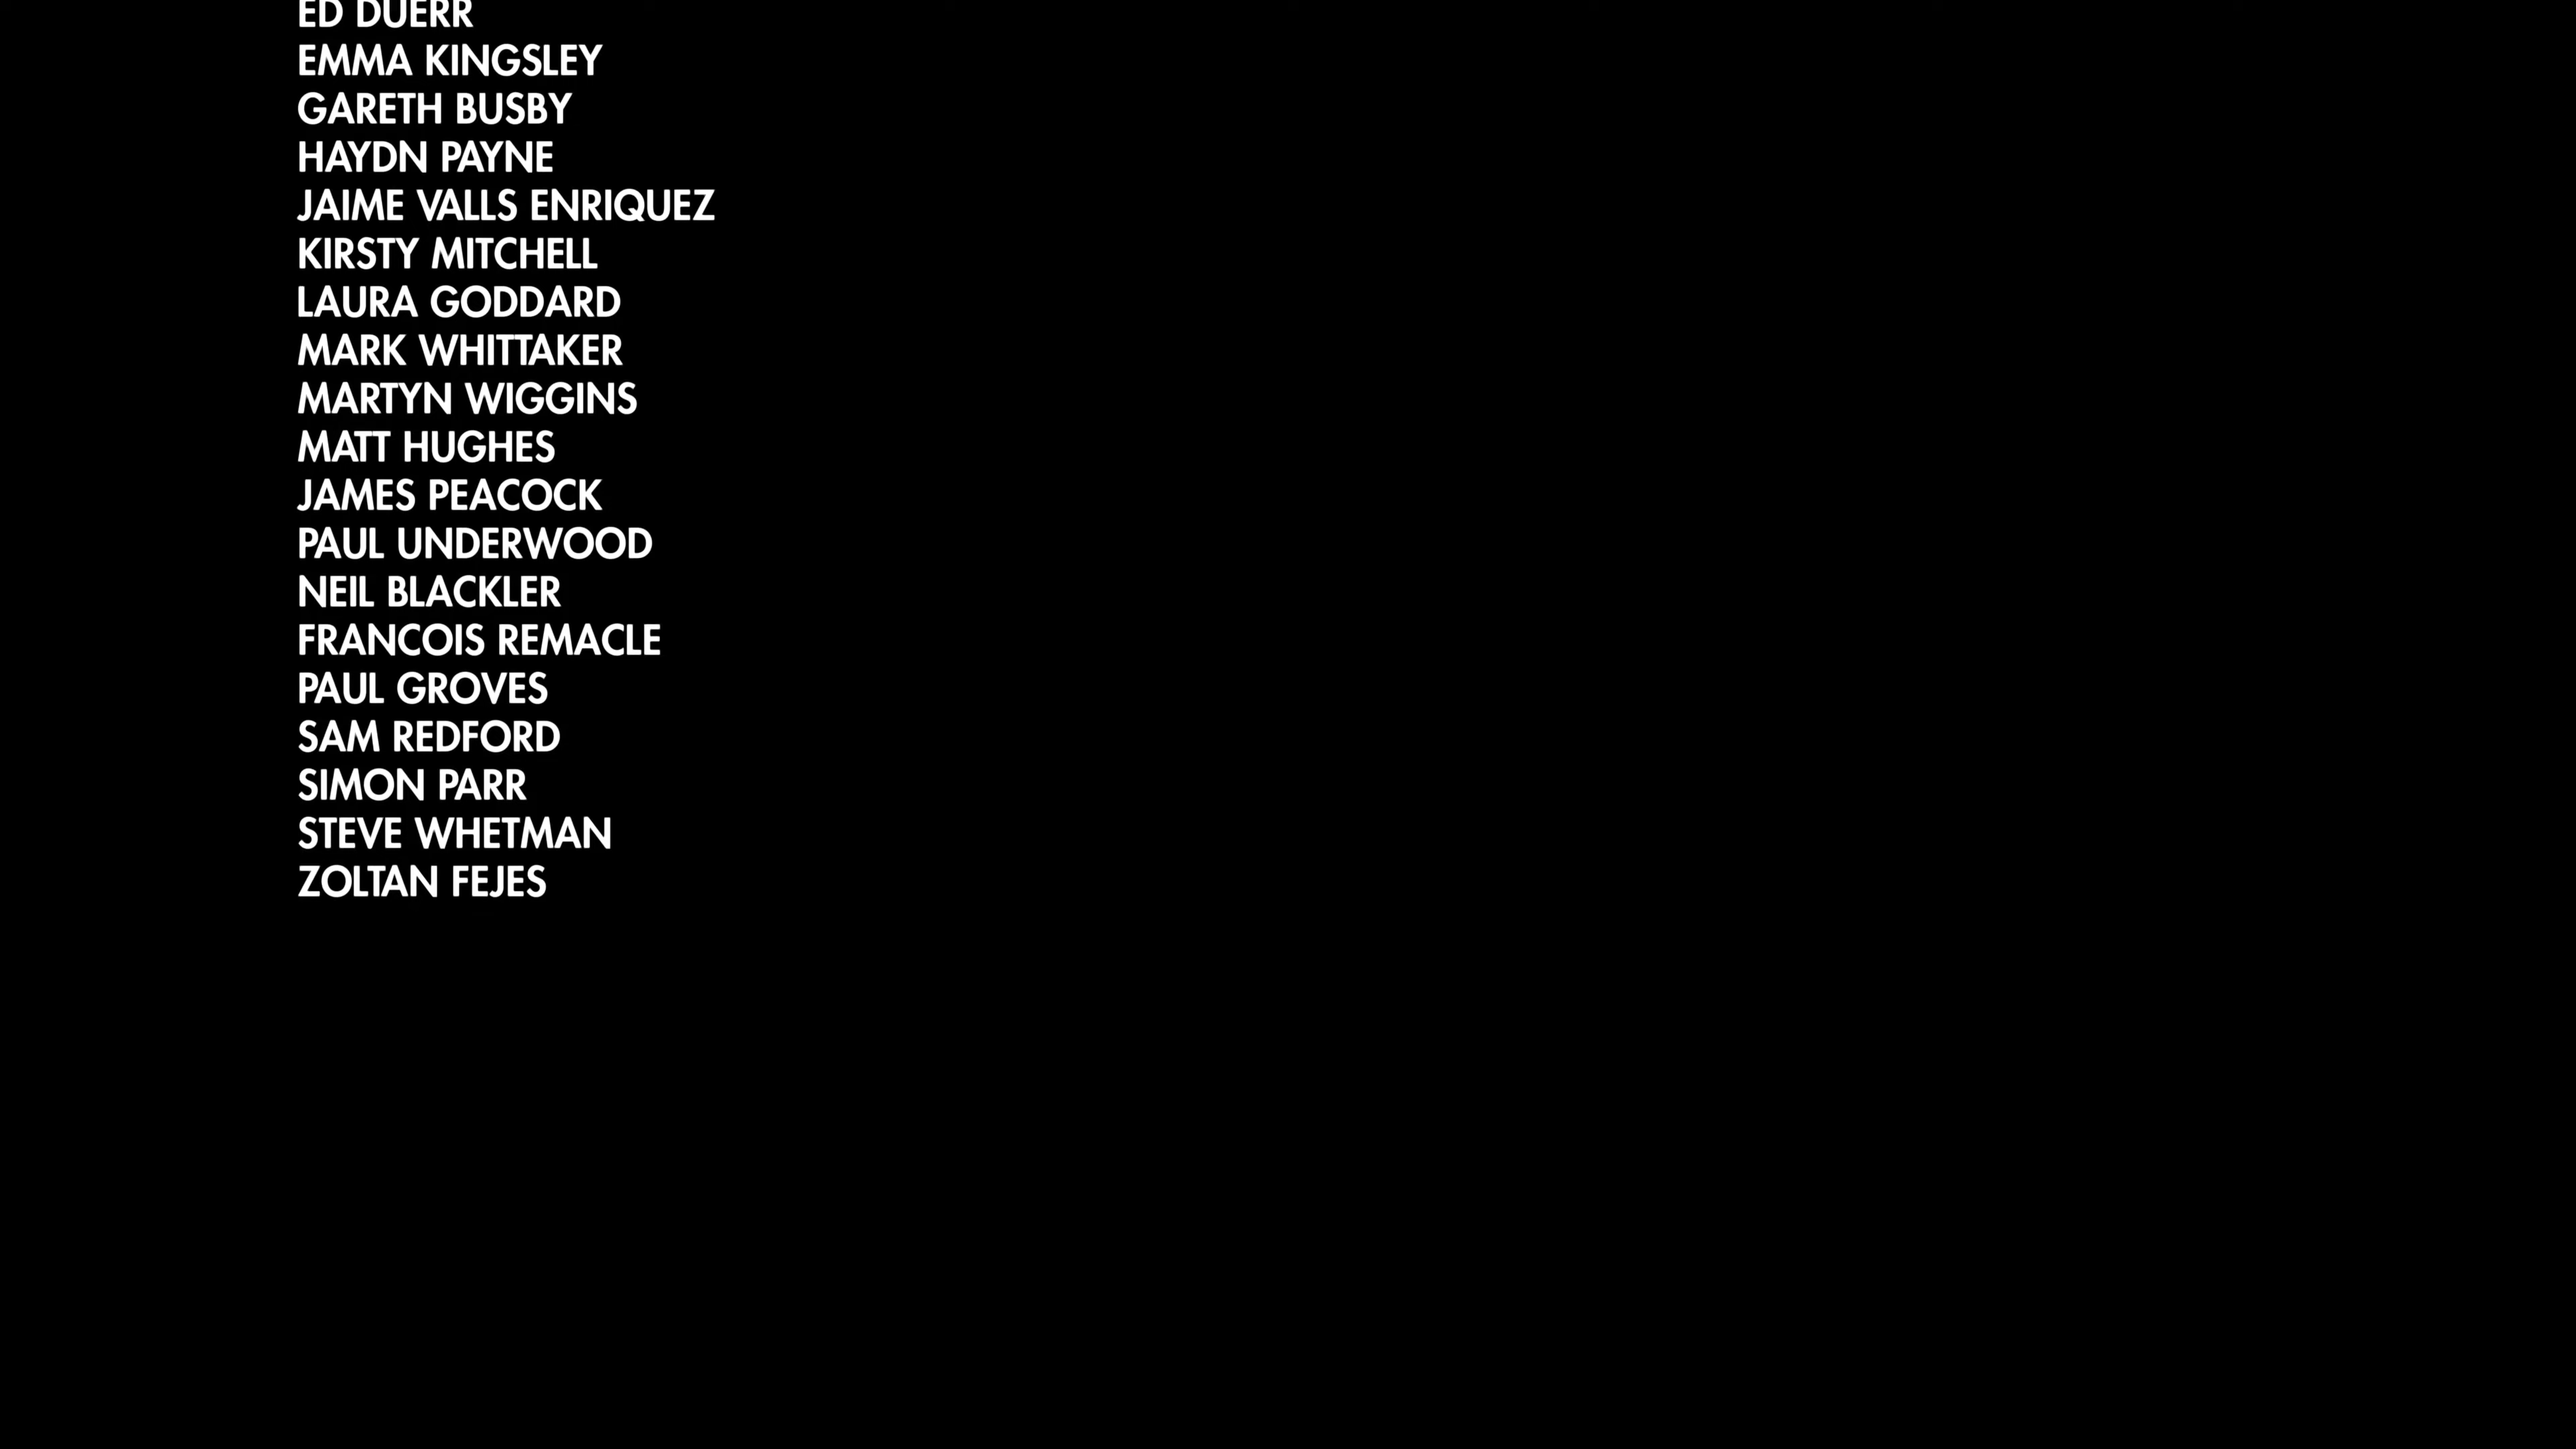 ED DUERR
EMMA KINGSLEY
GARETH BUSBY
HAYDN PAYNE
JAIME VALLS ENRIQUEZ
KIRSTY MITCHELL
LAURA GODDARD
MARK WHITTAKER
MARTYN WIGGINS
MATT HUGHES
JAMES PEACOCK
PAUL UNDERWOOD
NEIL BLACKLER
FRANCOIS REMACLE
PAUL GROVES
SAM REDFORD
SIMON PARR
STEVE WHETMAN
ZOLTAN FEJES